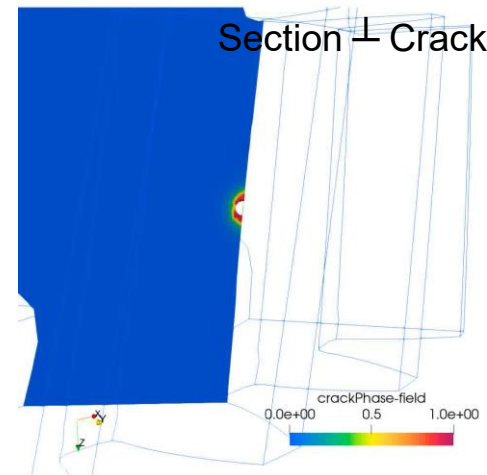 Section ⊥ Crack
crackPhase-field
0.0e+00 0.5 1.0e+00
X
Y
Z